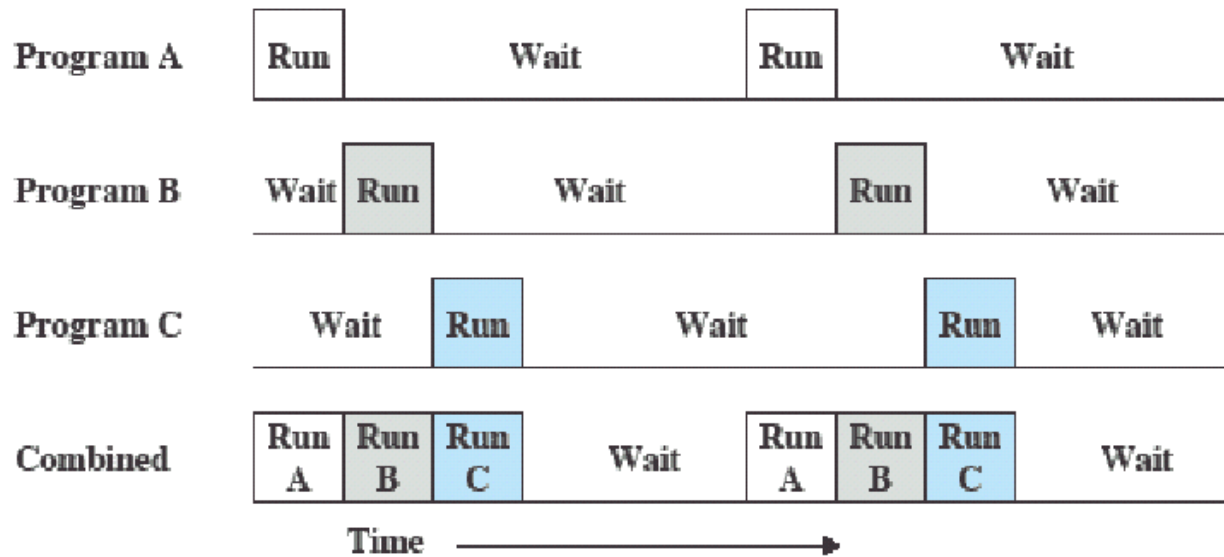 Program A Run Wait Run Wait
Program B Wait Run Wait Run Wait
Program C Wait Run Wait Run Wait
Combined Run A Run B Run C Wait Run A Run B Run C Wait
Time